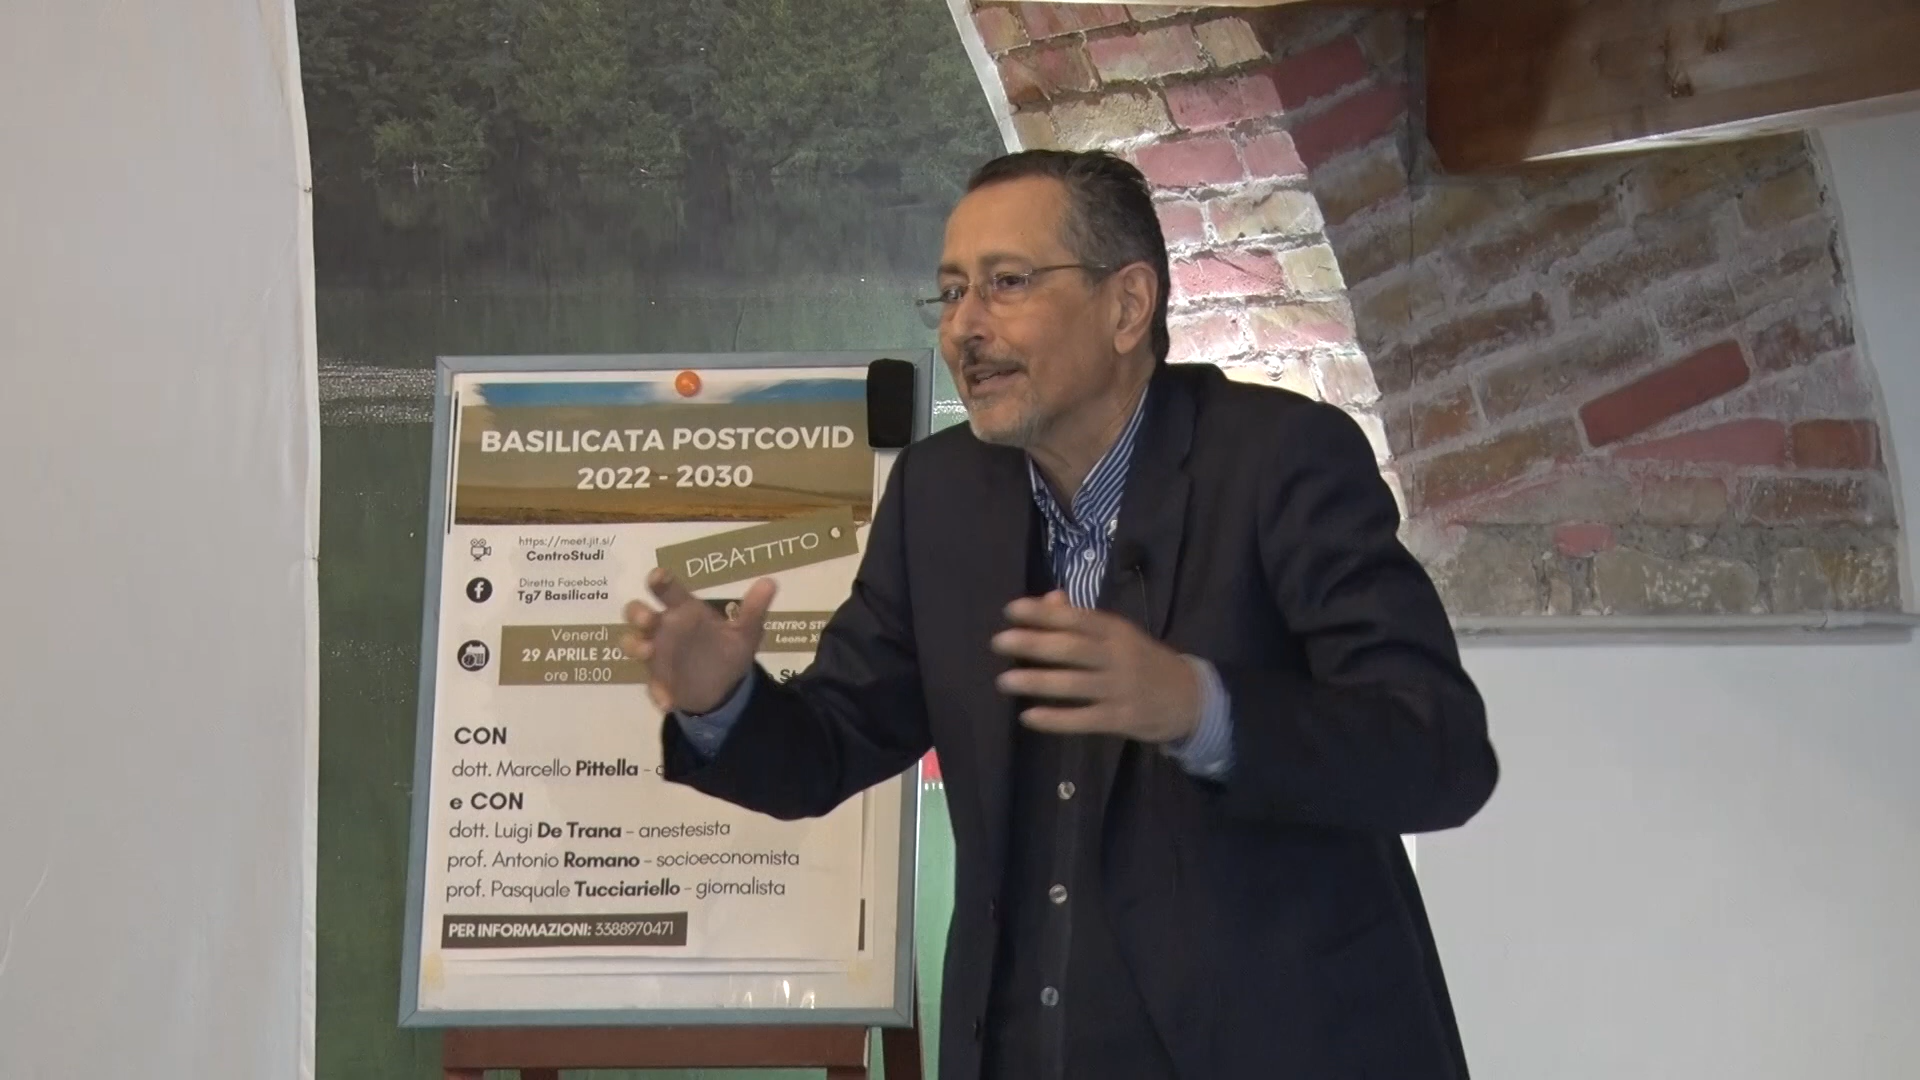 BASILICATA POSTCOVID
2022 - 2030
https://meet.jit.si/
CentroStudi
DIBATTITO
Diretta Facebook
Tg7 Basilicata
CENTRO
Leone
Venerdì
29 APRILE
ore 18:00
CON
dott. Marcello Pittella -
e CON
dott. Luigi De Trana - anestesista
prof. Antonio Romano - socioeconomista
prof. Pasquale Tucciariello - giornalista
PER INFORMAZIONI: 3388970471